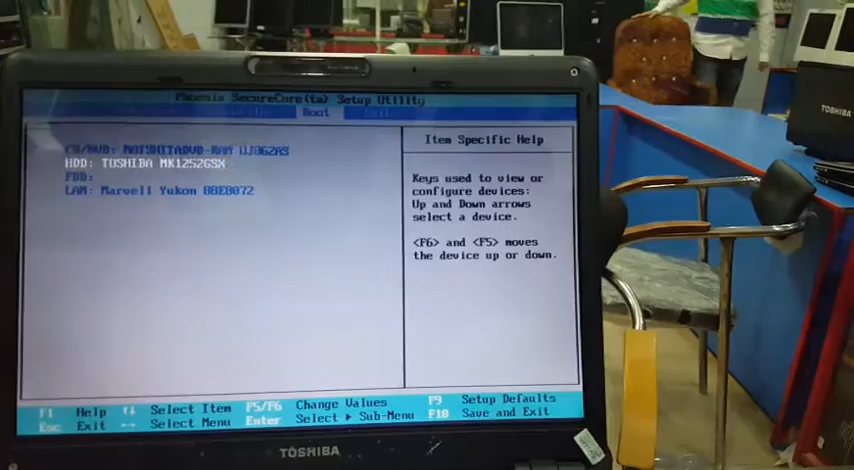 Phoenix SecureCore(tm) Setup Utility
Boot
Exit
CD/DVD: MATSHITADVD-RAM UJ862AS
HDD: TOSHIBA MK1252GSX
FDD:
LAN: Marvell Yukon 88E8072
Item Specific Help
Keys used to view or
configure devices:
Up and Down arrows
select a device.
<F6> and <F5> moves
the device up or down.
F1 Help ↑↓ Select Item F5/F6 Change Values F9 Setup Defaults
Esc Exit ←→ Select Menu Enter Select ▶ Sub-Menu F10 Save and Exit
TOSHIBA
TOSHIBA